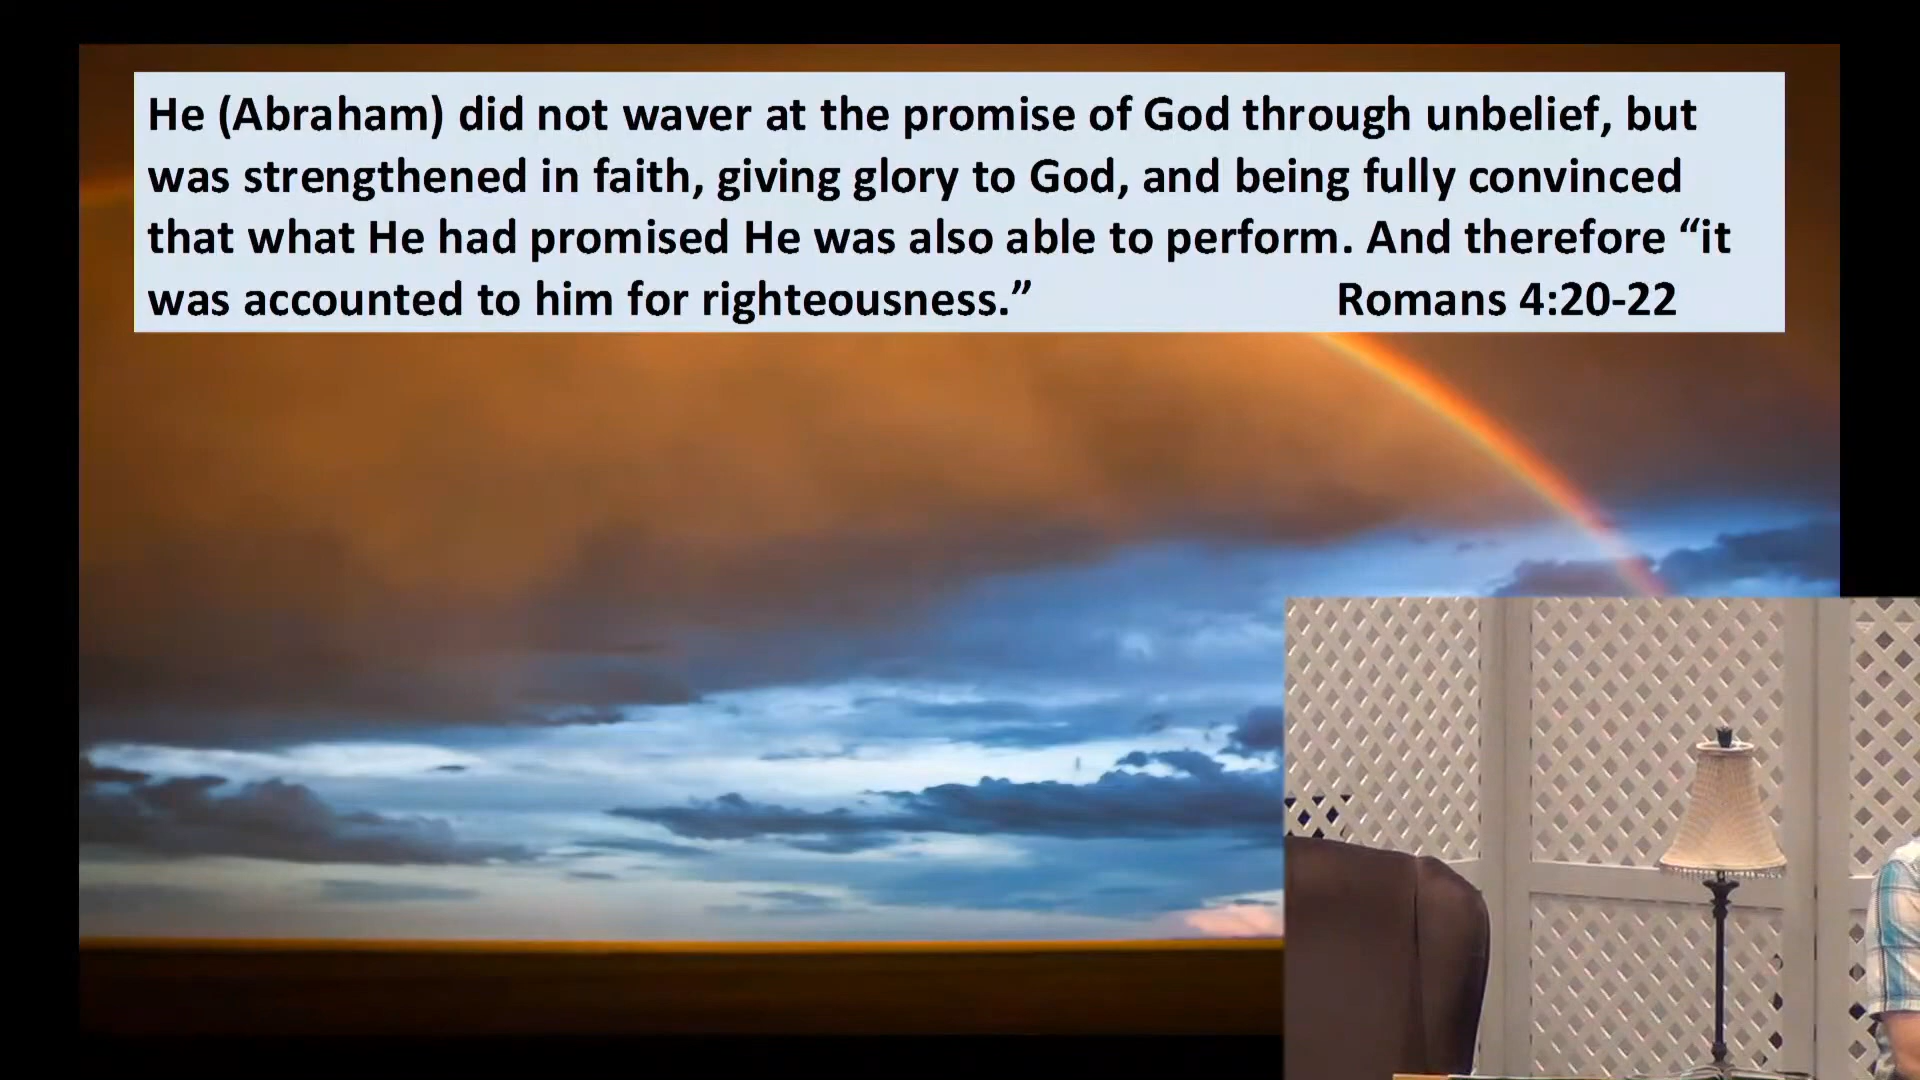 He (Abraham) did not waver at the promise of God through unbelief, but
was strengthened in faith, giving glory to God, and being fully convinced
that what He had promised He was also able to perform. And therefore “it
was accounted to him for righteousness.” Romans 4:20-22